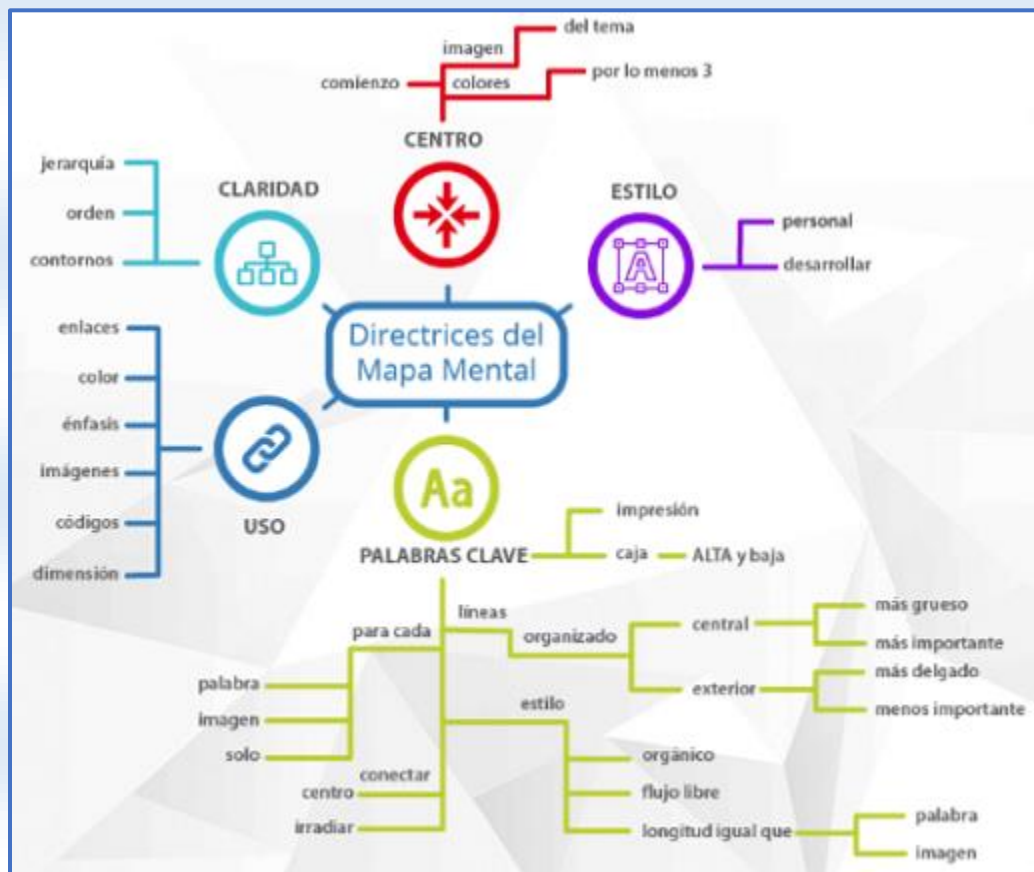 del tema
imagen
comienzo
colores
por lo menos 3
CENTRO
jerarquía
CLARIDAD
orden
contornos
ESTILO
personal
desarrollar
Directrices del
Mapa Mental
enlaces
color
énfasis
imágenes
códigos
dimensión
USO
Aa
PALABRAS CLAVE
impresión
caja
ALTA y baja
líneas
para cada
organizado
central
más grueso
más importante
exterior
más delgado
menos importante
palabra
imagen
solo
estilo
conectar
centro
irradiar
orgánico
flujo libre
longitud igual que
palabra
imagen